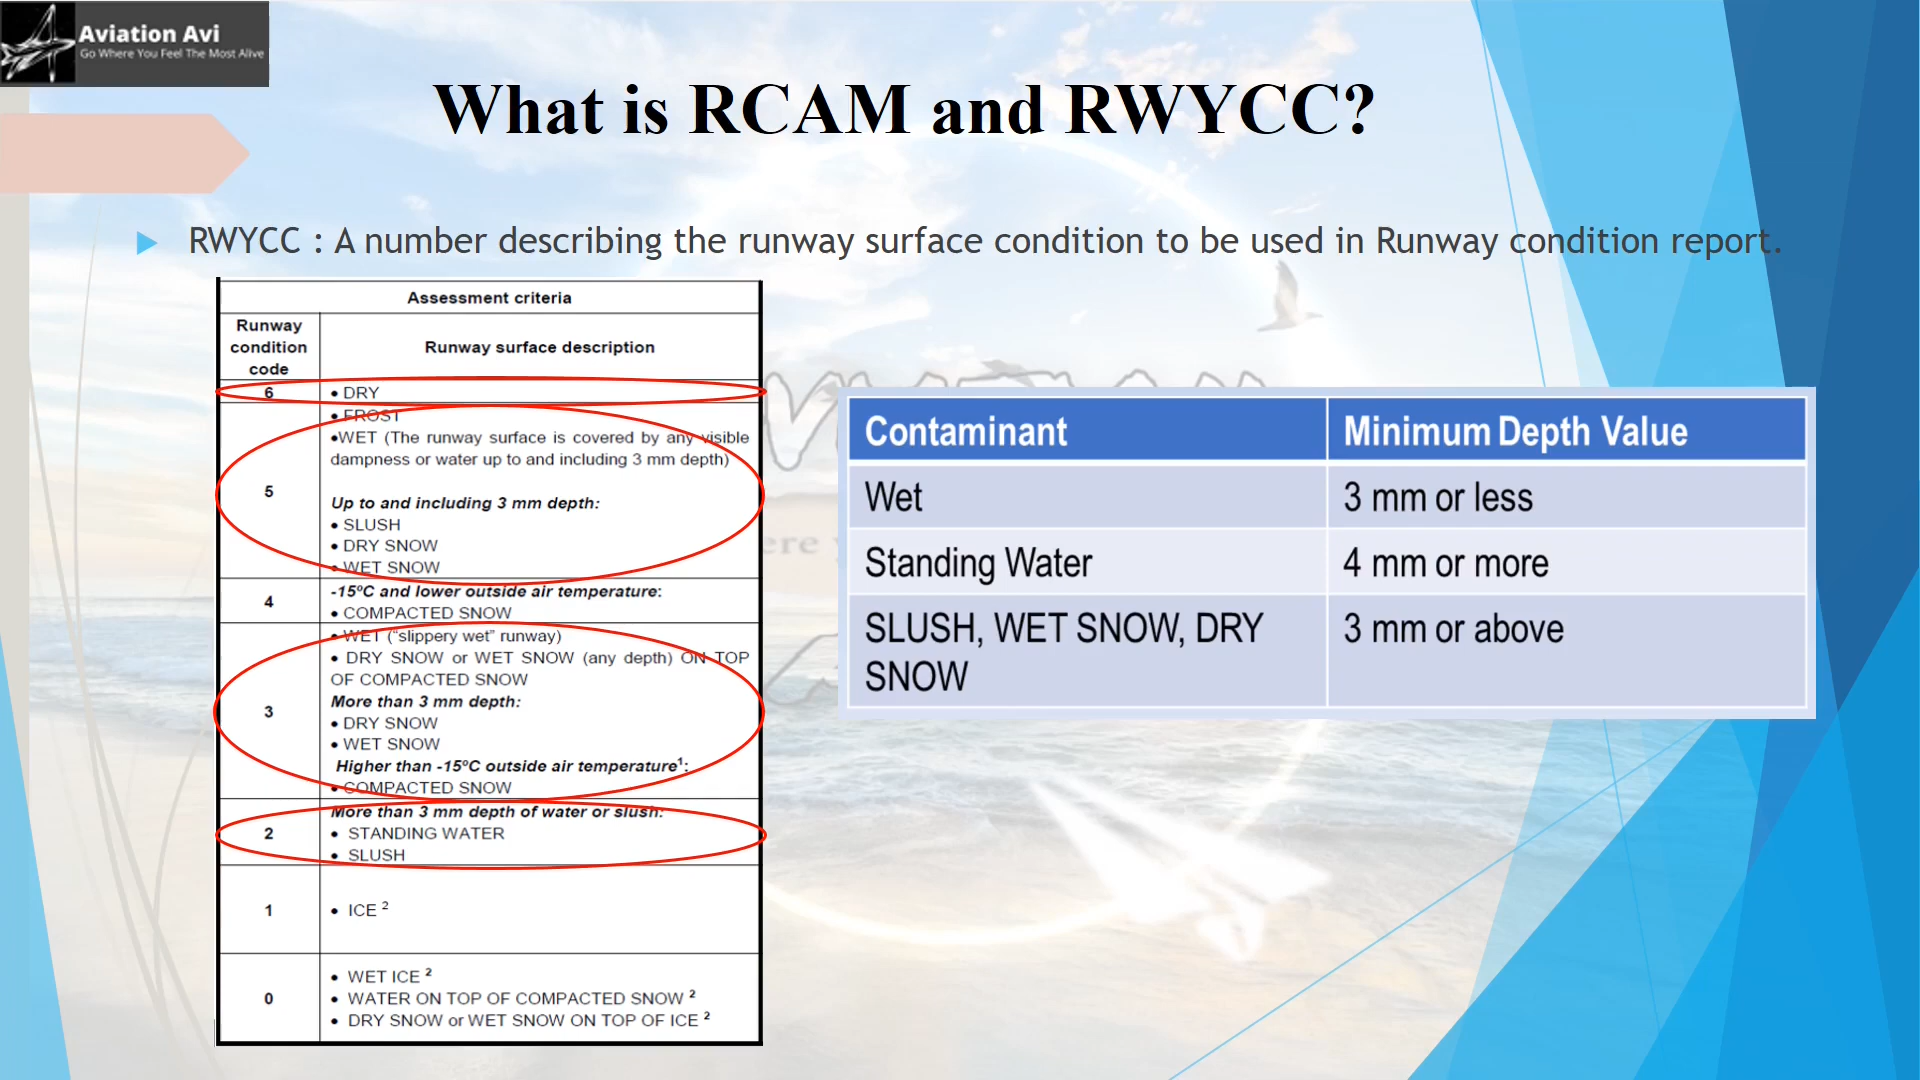 Aviation Avi
Go Where You Feel The Most Alive
What is RCAM and RWYCC?
RWYCC : A number describing the runway surface condition to be used in Runway condition report.
Assessment criteria
Runway
condition
code
Runway surface description
6
• DRY
• FROST
•WET (The runway surface is covered by any visible
dampness or water up to and including 3 mm depth)
5
Up to and including 3 mm depth:
• SLUSH
• DRY SNOW
• WET SNOW
4
-15ºC and lower outside air temperature:
• COMPACTED SNOW
• WET (“slippery wet” runway)
• DRY SNOW or WET SNOW (any depth) ON TOP
OF COMPACTED SNOW
More than 3 mm depth:
3
• DRY SNOW
• WET SNOW
Higher than -15ºC outside air temperature¹:
• COMPACTED SNOW
More than 3 mm depth of water or slush:
2
• STANDING WATER
• SLUSH
1
• ICE ²
0
• WET ICE ²
• WATER ON TOP OF COMPACTED SNOW ²
• DRY SNOW or WET SNOW ON TOP OF ICE ²
Contaminant Minimum Depth Value
Wet 3 mm or less
Standing Water 4 mm or more
SLUSH, WET SNOW, DRY 3 mm or above
SNOW